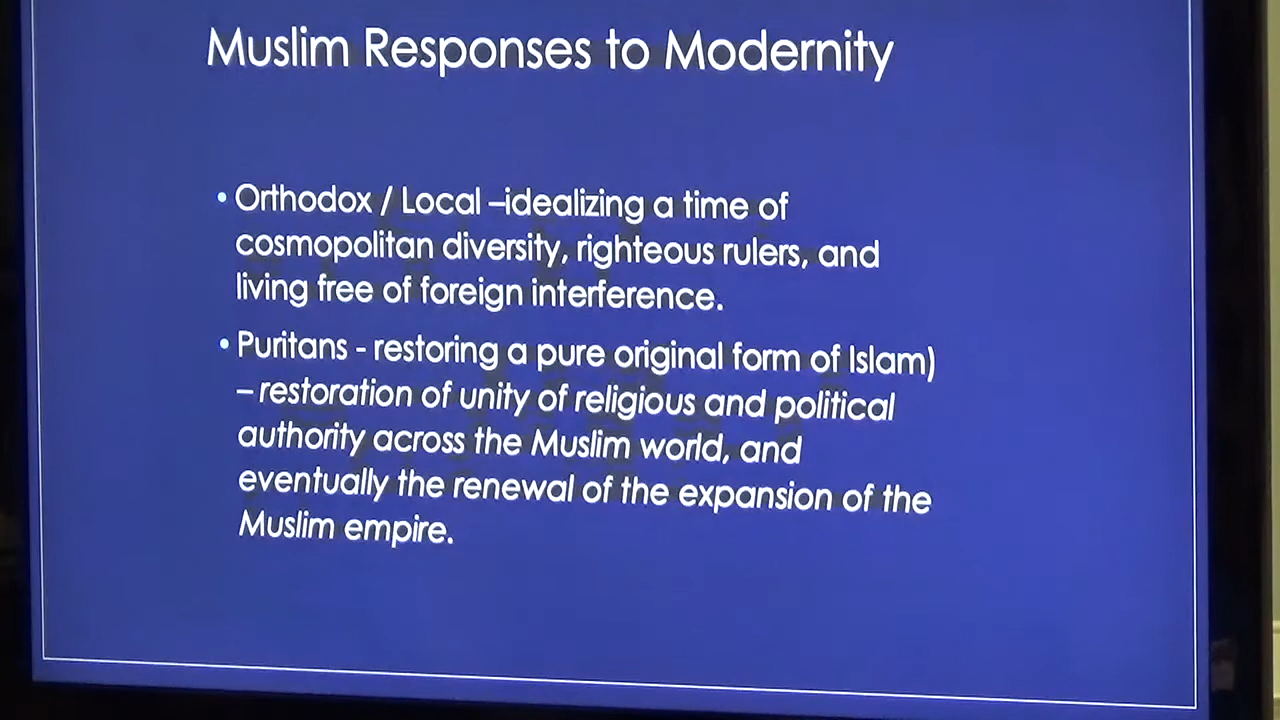 Muslim Responses to Modernity
• Orthodox / Local –idealizing a time of
cosmopolitan diversity, righteous rulers, and
living free of foreign interference.
• Puritans - restoring a pure original form of Islam)
– restoration of unity of religious and political
authority across the Muslim world, and
eventually the renewal of the expansion of the
Muslim empire.